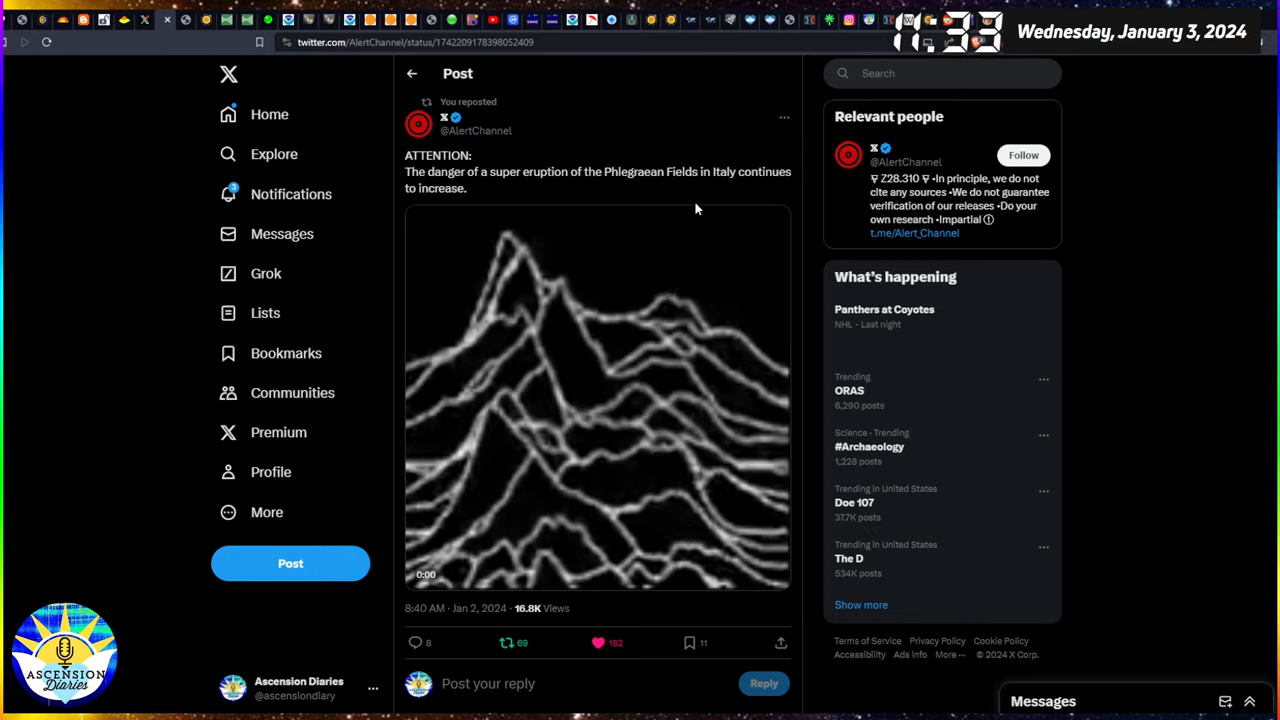 11:33
Wednesday, January 3, 2024
twitter.com/AlertChannel/status/1742209178398052409
Home
Explore
3
Notifications
Messages
Grok
Lists
Bookmarks
Communities
Premium
Profile
More
Post
Ascension Diaries
@ascensiondiary
ASCENSION
Diaries
Post
You reposted
X
@AlertChannel
ATTENTION:
The danger of a super eruption of the Phlegraean Fields in Italy continues
to increase.
0:00
8:40 AM · Jan 2, 2024 · 16.8K Views
8
69
182
11
Post your reply
Reply
Search
Relevant people
X
@AlertChannel
Follow
Z28.310 •In principle, we do not
cite any sources •We do not guarantee
verification of our releases •Do your
own research •Impartial
t.me/Alert_Channel
What's happening
Panthers at Coyotes
NHL · Last night
Trending
ORAS
6,290 posts
Science · Trending
#Archaeology
1,228 posts
Trending in United States
Doe 107
37.7K posts
Trending in United States
The D
534K posts
Show more
Terms of Service Privacy Policy Cookie Policy
Accessibility Ads info More ··· © 2024 X Corp.
Messages